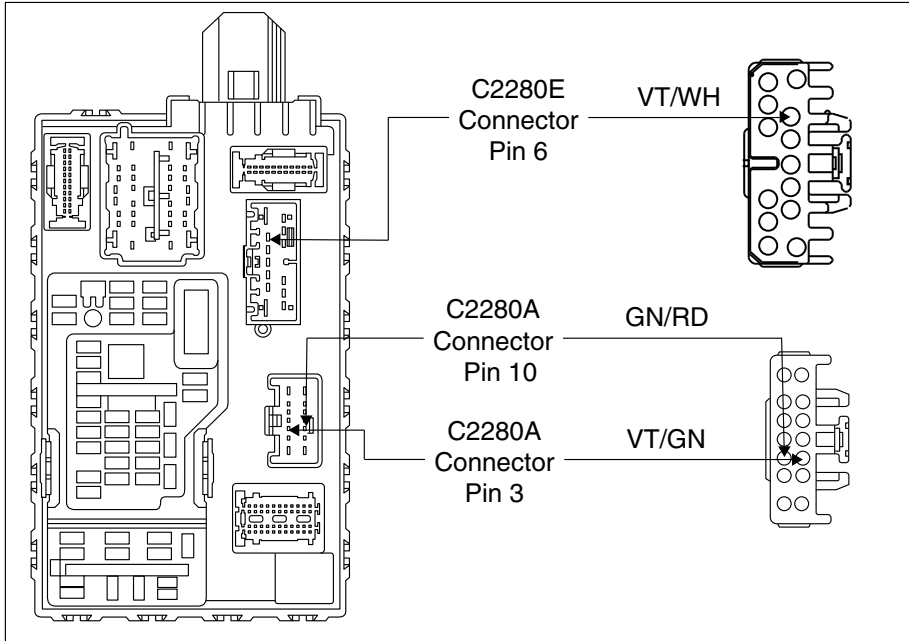 C2280E
Connector
Pin 6
VT/WH
C2280A
Connector
Pin 10
GN/RD
C2280A
Connector
Pin 3
VT/GN